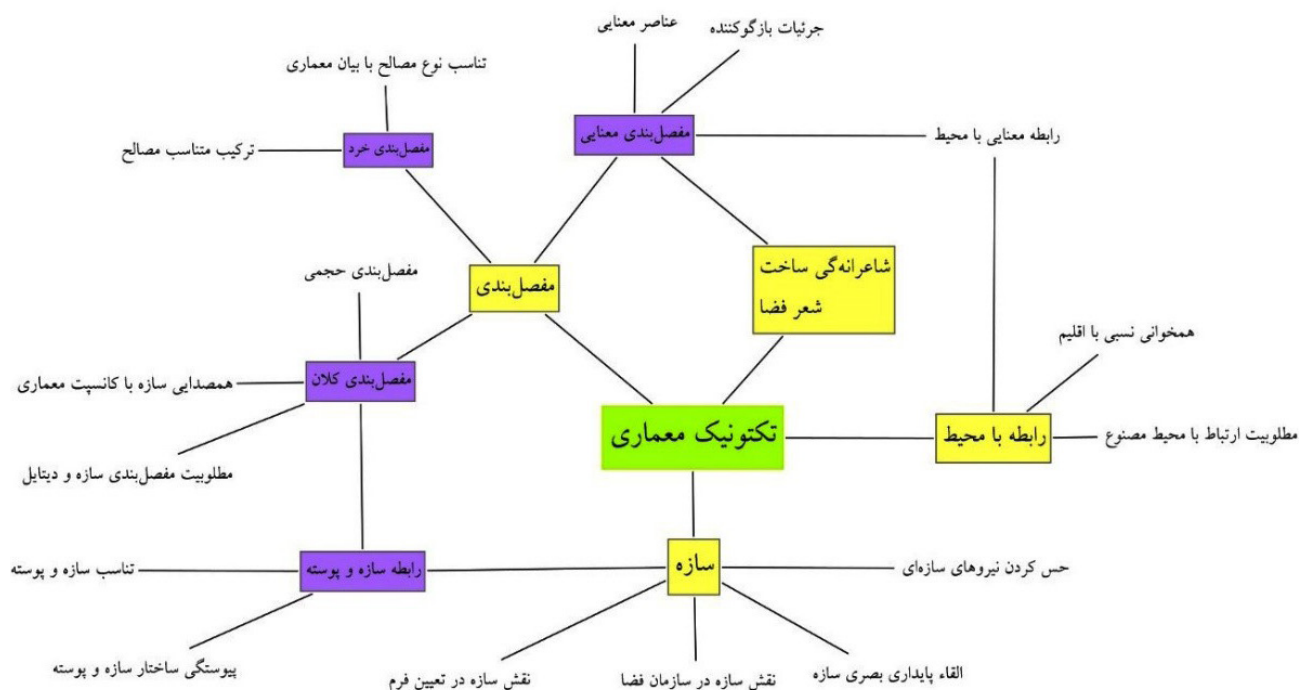 عناصر معنایی
جزئیات بازگوکننده
تناسب نوع مصالح با بیان معماری
مفصل‌بندی معنایی
رابطه معنایی با محیط
مفصل‌بندی خرد
ترکیب متناسب مصالح
شاعرانه‌گی ساخت
شعر فضا
مفصل‌بندی
مفصل‌بندی حجمی
همخوانی نسبی با اقلیم
مفصل‌بندی کلان
همصدایی سازه با کانسپت معماری
تکتونیک معماری
رابطه با محیط
مطلوبیت ارتباط با محیط مصنوع
مطلوبیت مفصل‌بندی سازه و دیتایل
سازه
رابطه سازه و پوسته
تناسب سازه و پوسته
حس کردن نیروهای سازه‌ای
پیوستگی ساختار سازه و پوسته
نقش سازه در تعیین فرم
نقش سازه در سازمان فضا
القاء پایداری بصری سازه